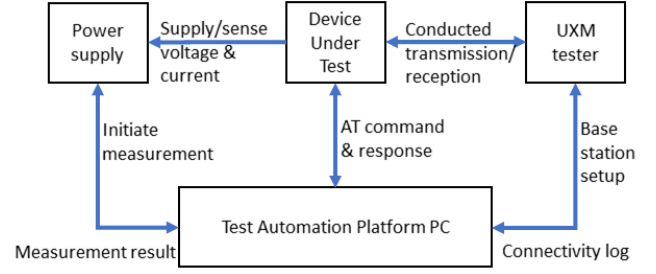 Power
supply
Supply/sense
voltage &
current
Device
Under
Test
Conducted
transmission/
reception
UXM
tester
Initiate
measurement
AT command
& response
Base
station
setup
Test Automation Platform PC
Measurement result
Connectivity log